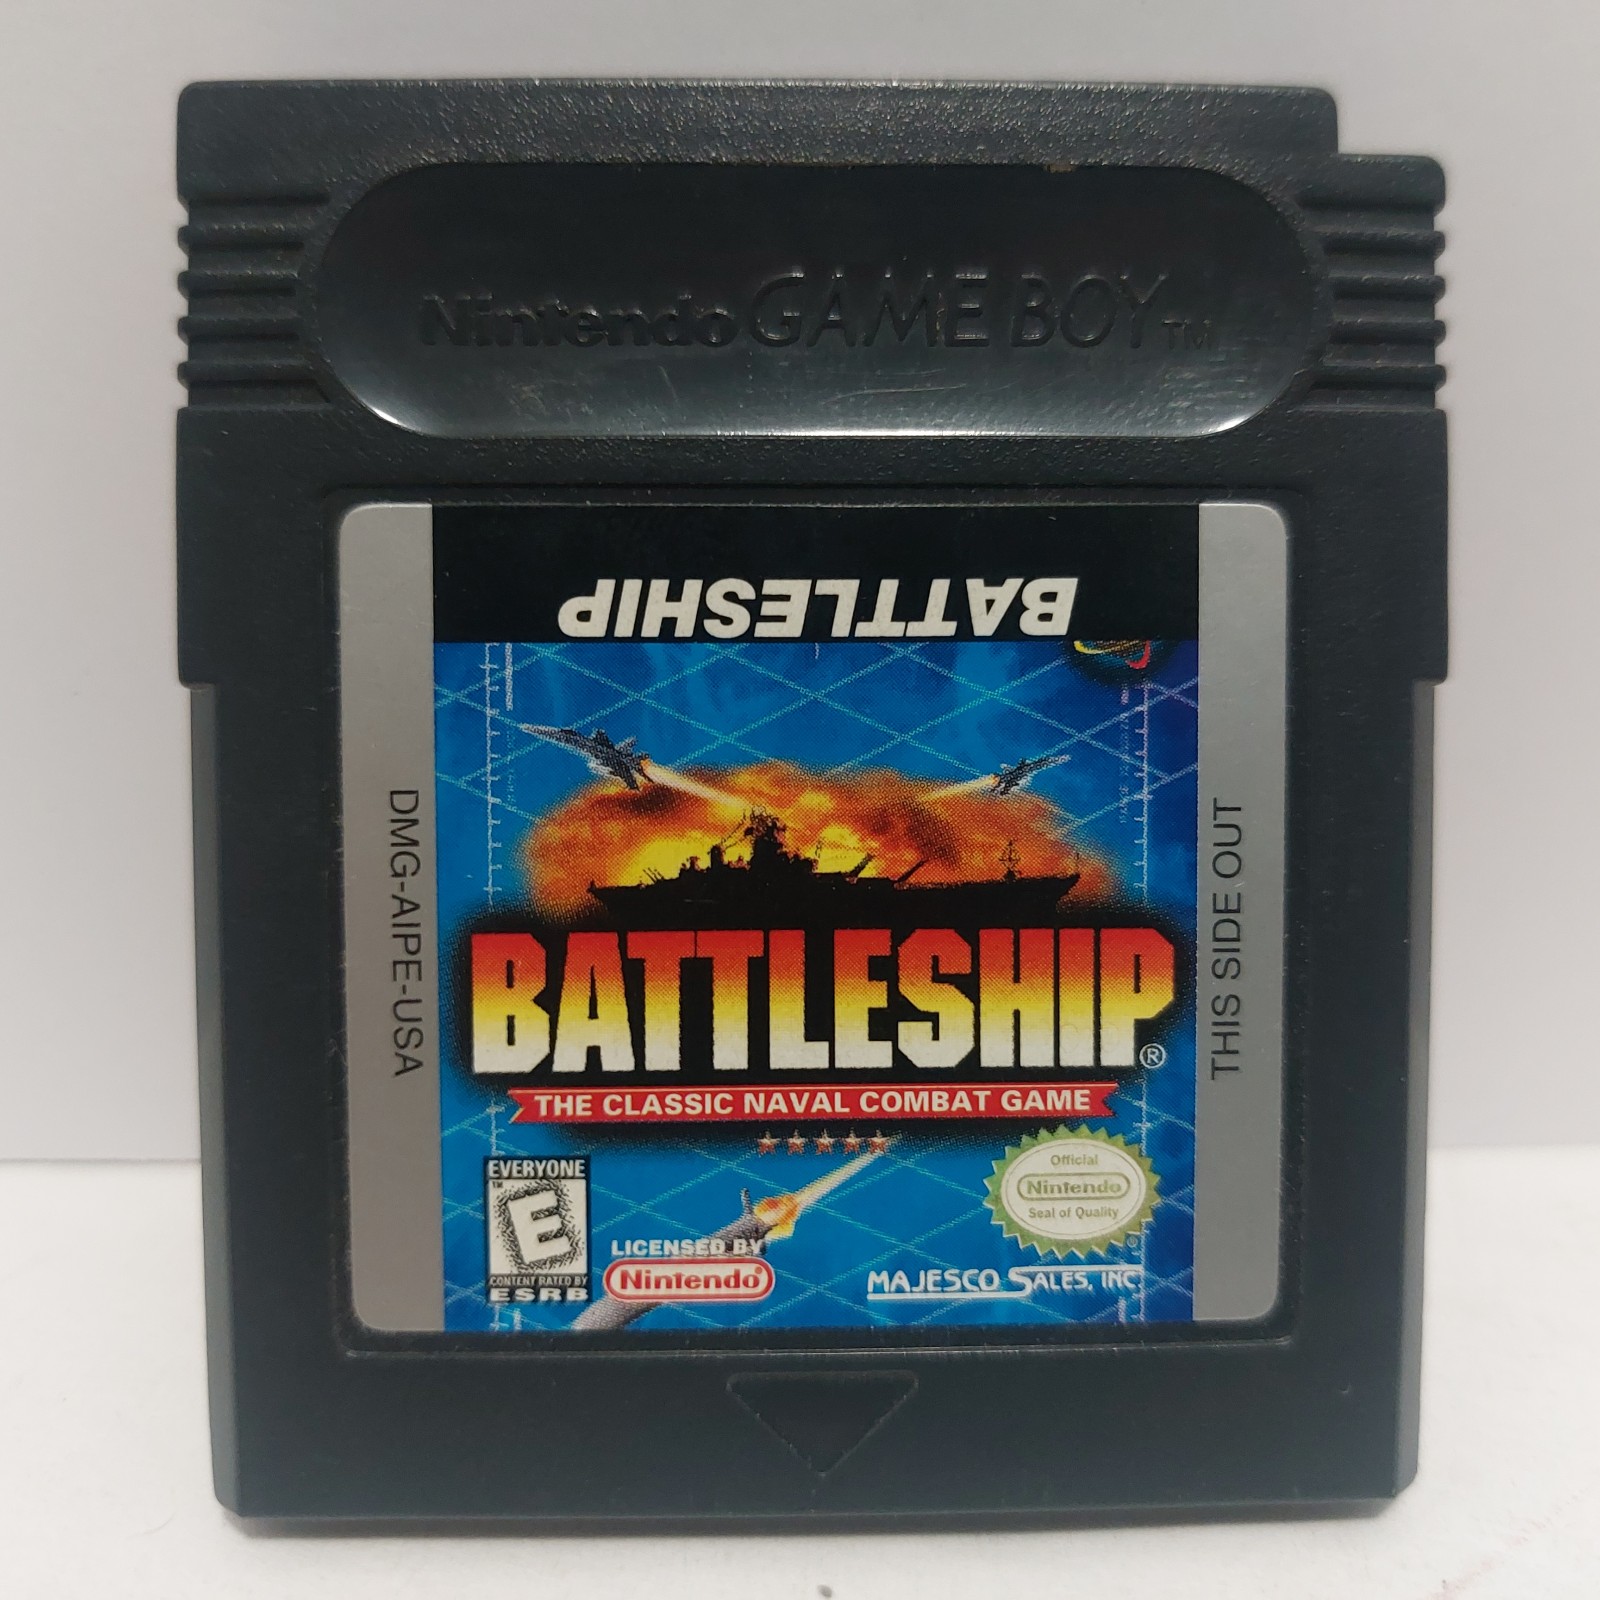 Nintendo GAME BOY TM
BATTLESHIP
DMG-AIPE-USA
THIS SIDE OUT
BATTLESHIP®
THE CLASSIC NAVAL COMBAT GAME
EVERYONE
TM
E
CONTENT RATED BY
ESRB
LICENSED BY
Nintendo®
Official
Nintendo
Seal of Quality
MAJESCO SALES, INC.